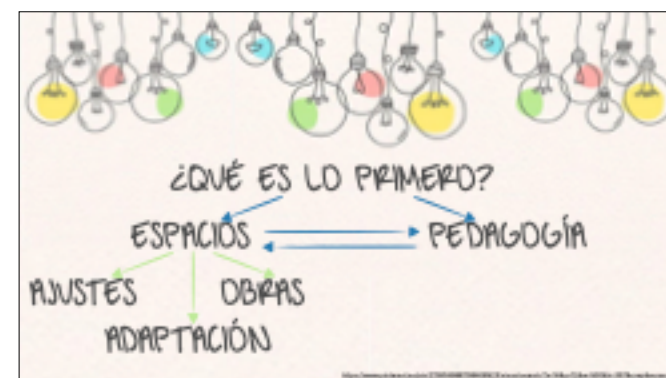 ¿QUÉ ES LO PRIMERO?
ESPACIOS PEDAGOGÍA
AJUSTES OBRAS
ADAPTACIÓN